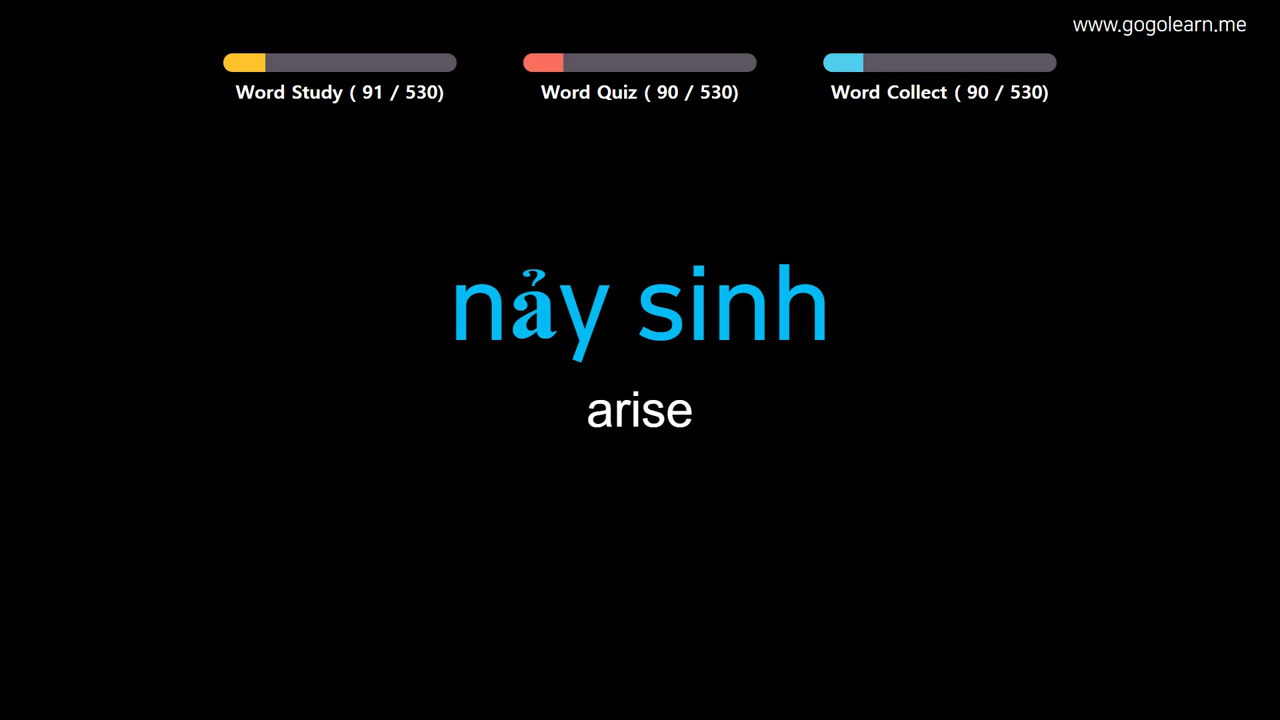 www.gogolearn.me
Word Study ( 91 / 530)
Word Quiz ( 90 / 530)
Word Collect ( 90 / 530)
nảy sinh
arise